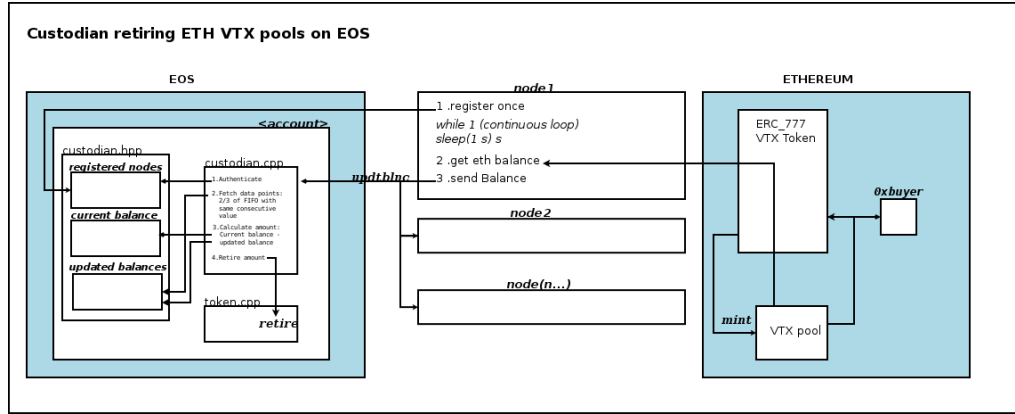 Custodian retiring ETH VTX pools on EOS
EOS
<account>
custodian.hpp
registered nodes
current balance
updated balances
custodian.cpp
1.Authenticate
2.Fetch data points:
2/3 of FIFO with
same consecutive
value
3.Calculate amount:
Current balance -
updated balance
4.Retire amount
token.cpp
retire
updtblnc
node1
1 .register once
while 1 (continuous loop)
sleep(1 s) s
2 .get eth balance
3 .send Balance
node2
node(n...)
ETHEREUM
ERC_777
VTX Token
0xbuyer
mint
VTX pool